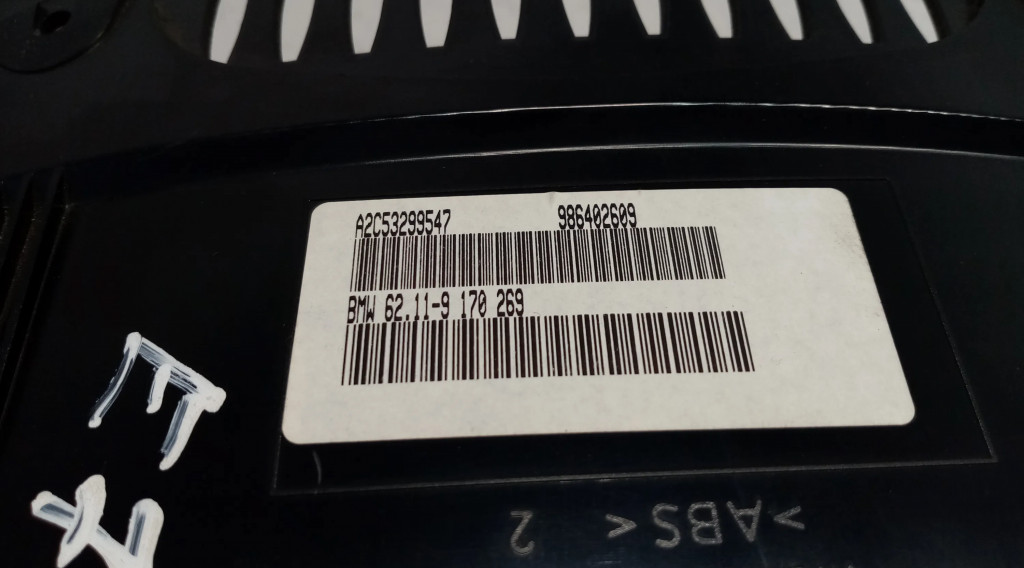 A2C53299547 986402609
BMW 62.11-9 170 269
>ABS< 2